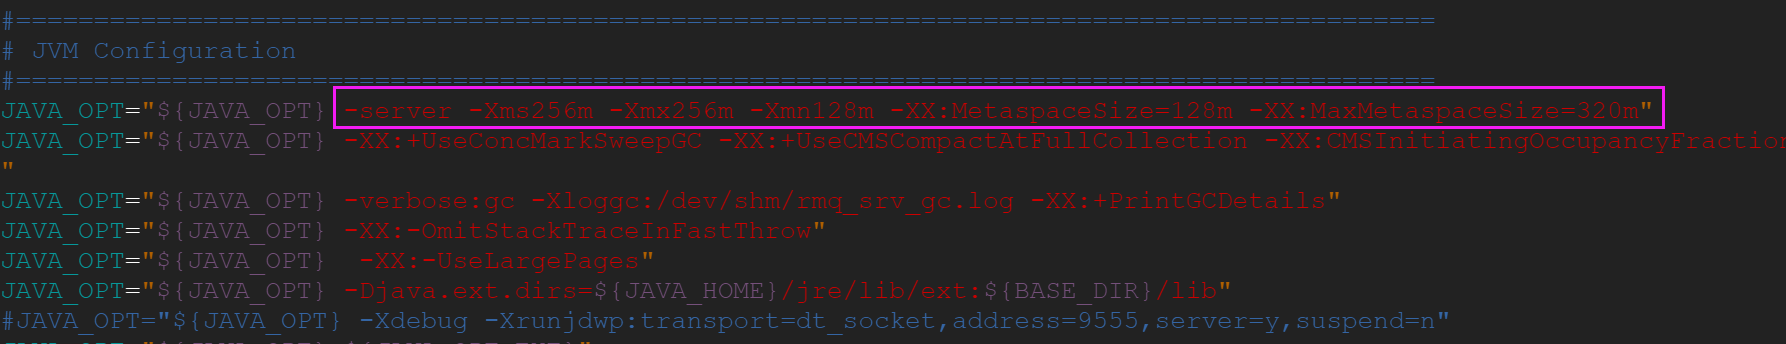 #===========================================================================================
# JVM Configuration
#===========================================================================================
JAVA_OPT="${JAVA_OPT} -server -Xms256m -Xmx256m -Xmn128m -XX:MetaspaceSize=128m -XX:MaxMetaspaceSize=320m"
JAVA_OPT="${JAVA_OPT} -XX:+UseConcMarkSweepGC -XX:+UseCMSCompactAtFullCollection -XX:CMSInitiatingOccupancyFraction
"
JAVA_OPT="${JAVA_OPT} -verbose:gc -Xloggc:/dev/shm/rmq_srv_gc.log -XX:+PrintGCDetails"
JAVA_OPT="${JAVA_OPT} -XX:-OmitStackTraceInFastThrow"
JAVA_OPT="${JAVA_OPT}  -XX:-UseLargePages"
JAVA_OPT="${JAVA_OPT} -Djava.ext.dirs=${JAVA_HOME}/jre/lib/ext:${BASE_DIR}/lib"
#JAVA_OPT="${JAVA_OPT} -Xdebug -Xrunjdwp:transport=dt_socket,address=9555,server=y,suspend=n"